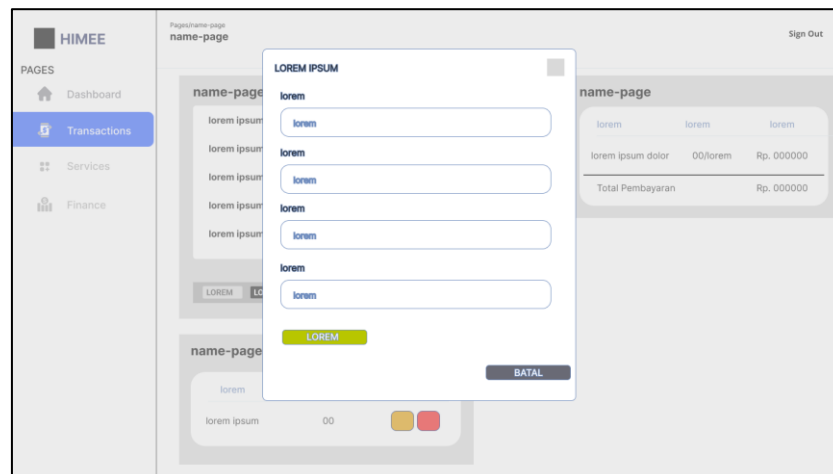 HIMEE
Pages/name-page
name-page
Sign Out
PAGES
Dashboard
Transactions
Services
Finance
name-page
lorem ipsum
lorem ipsum
lorem ipsum
lorem ipsum
lorem ipsum
LOREM
LO
LOREM IPSUM
lorem
lorem
lorem
lorem
lorem
lorem
lorem
lorem
LOREM
BATAL
name-page
lorem lorem lorem
lorem ipsum dolor 00/lorem Rp. 000000
Total Pembayaran Rp. 000000
name-page
lorem
lorem ipsum 00